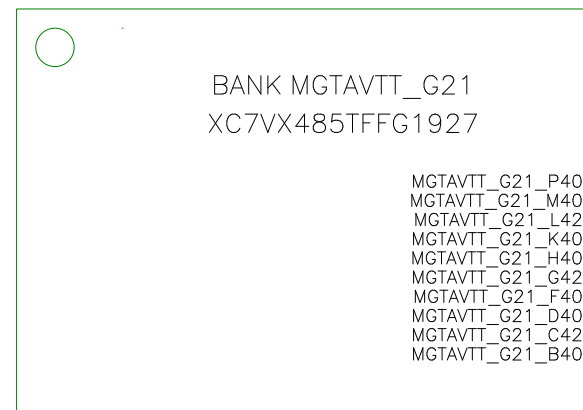 BANK MGTAVTT_G21
XC7VX485TFFG1927
MGTAVTT_G21_P40
MGTAVTT_G21_M40
MGTAVTT_G21_L42
MGTAVTT_G21_K40
MGTAVTT_G21_H40
MGTAVTT_G21_G42
MGTAVTT_G21_F40
MGTAVTT_G21_D40
MGTAVTT_G21_C42
MGTAVTT_G21_B40